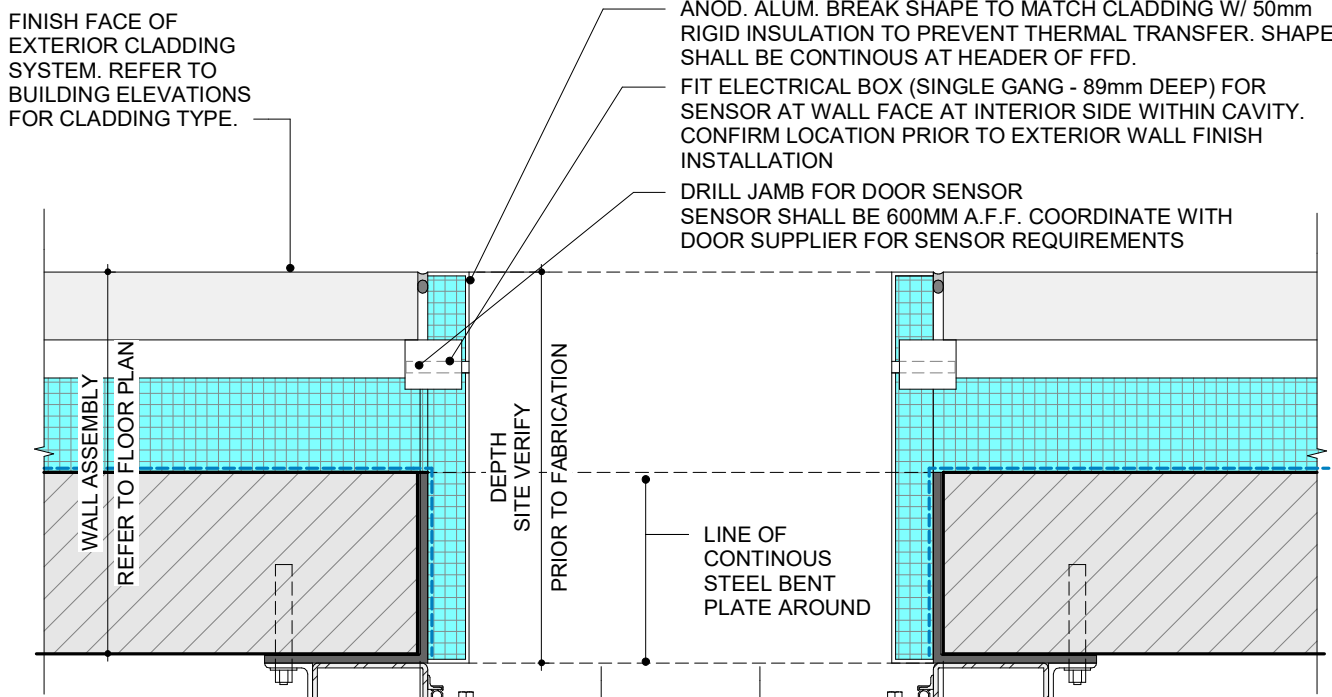 FINISH FACE OF
EXTERIOR CLADDING
SYSTEM. REFER TO
BUILDING ELEVATIONS
FOR CLADDING TYPE.
ANOD. ALUM. BREAK SHAPE TO MATCH CLADDING W/ 50mm
RIGID INSULATION TO PREVENT THERMAL TRANSFER. SHAPE
SHALL BE CONTINOUS AT HEADER OF FFD.
FIT ELECTRICAL BOX (SINGLE GANG - 89mm DEEP) FOR
SENSOR AT WALL FACE AT INTERIOR SIDE WITHIN CAVITY.
CONFIRM LOCATION PRIOR TO EXTERIOR WALL FINISH
INSTALLATION
DRILL JAMB FOR DOOR SENSOR
SENSOR SHALL BE 600MM A.F.F. COORDINATE WITH
DOOR SUPPLIER FOR SENSOR REQUIREMENTS
WALL ASSEMBLY
REFER TO FLOOR PLAN
DEPTH
SITE VERIFY
PRIOR TO FABRICATION
LINE OF
CONTINOUS
STEEL BENT
PLATE AROUND